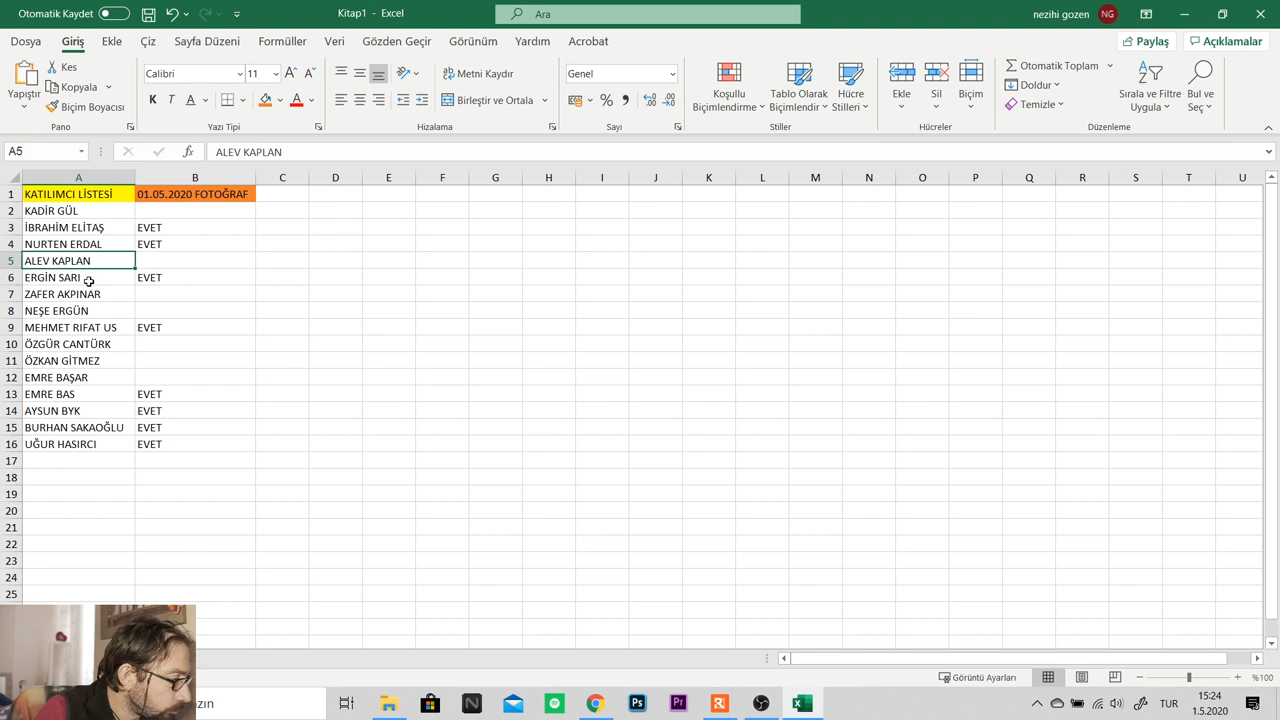 Otomatik Kaydet
Kitap1 - Excel
Ara
nezihi gozen
NG
Dosya Giriş Ekle Çiz Sayfa Düzeni Formüller Veri Gözden Geçir Görünüm Yardım Acrobat
Paylaş
Açıklamalar
Yapıştır
Kes
Kopyala
Biçim Boyacısı
Pano
Calibri 11
K T A
Yazı Tipi
Metni Kaydır
Birleştir ve Ortala
Hizalama
Genel
Sayı
Koşullu Biçimlendirme
Tablo Olarak Biçimlendir
Hücre Stilleri
Stiller
Ekle
Sil
Biçim
Hücreler
Otomatik Toplam
Doldur
Temizle
Sırala ve Filtre Uygula
Bul ve Seç
Düzenleme
A5
fx
ALEV KAPLAN
A B C D E F G H I J K L M N O P Q R S T U
1 KATILIMCI LİSTESİ 01.05.2020 FOTOĞRAF
2 KADİR GÜL
3 İBRAHİM ELİTAŞ EVET
4 NURTEN ERDAL EVET
5 ALEV KAPLAN
6 ERGİN SARI EVET
7 ZAFER AKPINAR
8 NEŞE ERGÜN
9 MEHMET RIFAT US EVET
10 ÖZGÜR CANTÜRK
11 ÖZKAN GİTMEZ
12 EMRE BAŞAR
13 EMRE BAS EVET
14 AYSUN BYK EVET
15 BURHAN SAKAOĞLU EVET
16 UĞUR HASIRCI EVET
17
18
19
20
21
22
23
24
25
Görüntü Ayarları
%100
TUR
15:24
1.5.2020